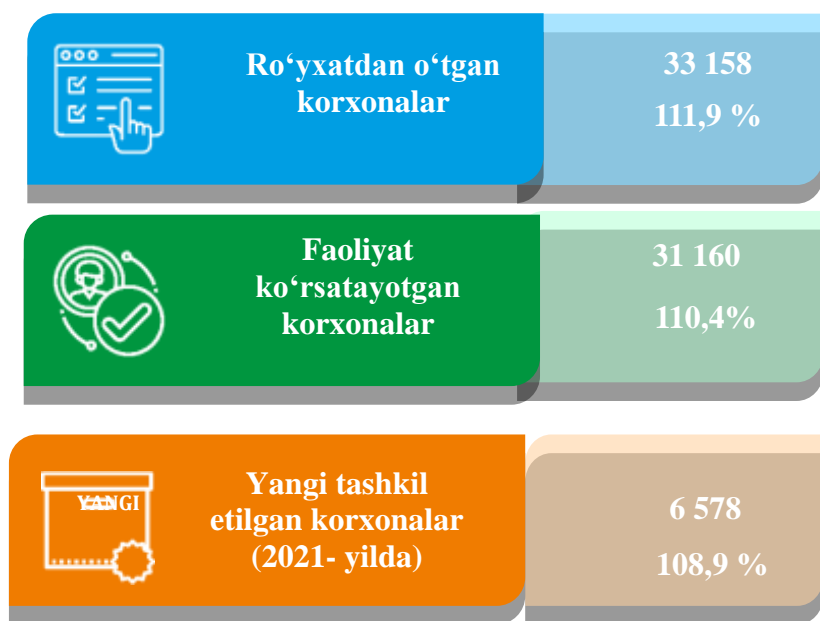 Ro‘yxatdan o‘tgan
korxonalar
33 158
111,9 %
Faoliyat
ko‘rsatayotgan
korxonalar
31 160
110,4%
YANGI
Yangi tashkil
etilgan korxonalar
(2021- yilda)
6 578
108,9 %